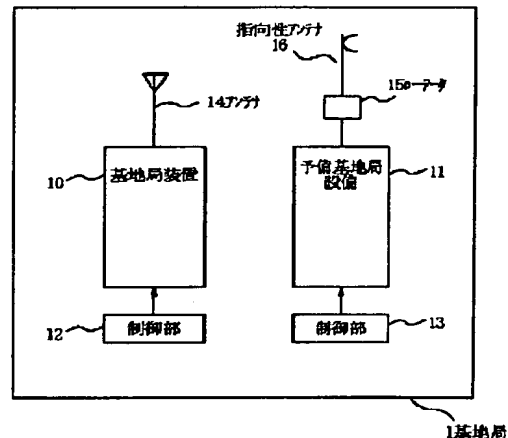 指向性アンテナ
16
15ローテータ
14アンテナ
10
基地局装置
予備基地局
設備
11
12
制御部
制御部
13
1基地局